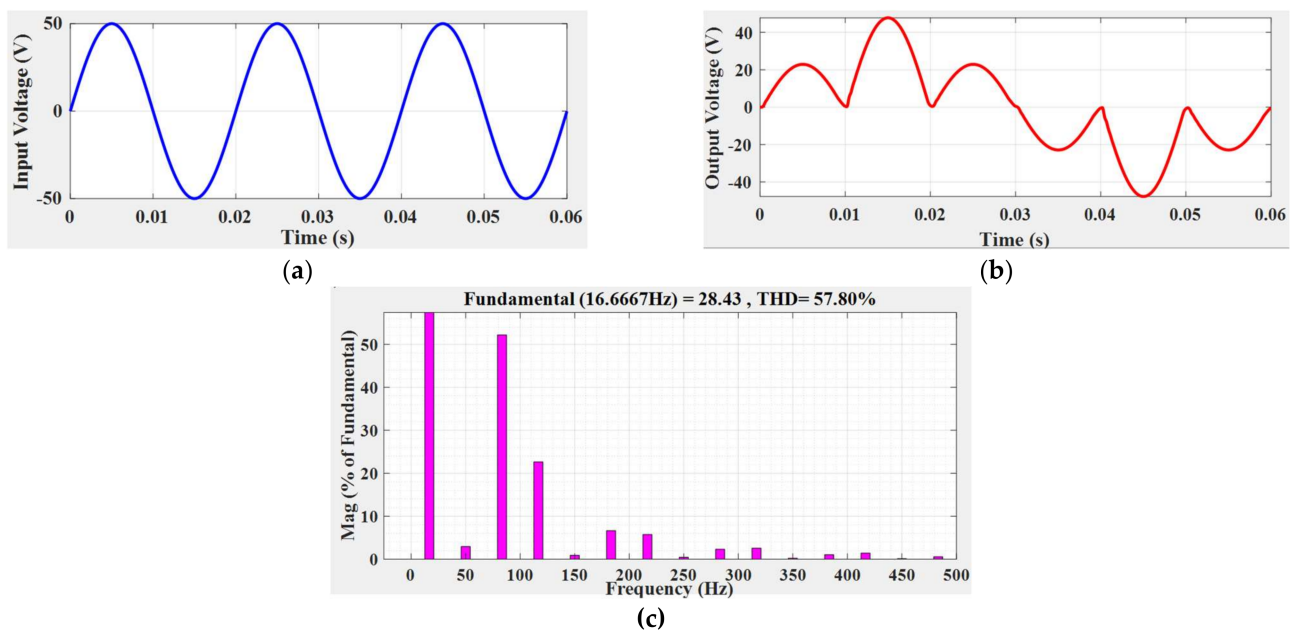 Input Voltage (V)
50
0
-50
0 0.01 0.02 0.03 0.04 0.05 0.06
Time (s)
(a)
Output Voltage (V)
40
20
0
-20
-40
0 0.01 0.02 0.03 0.04 0.05 0.06
Time (s)
(b)
Fundamental (16.6667Hz) = 28.43 , THD= 57.80%
Mag (% of Fundamental)
50
40
30
20
10
0
0 50 100 150 200 250 300 350 400 450 500
Frequency (Hz)
(c)